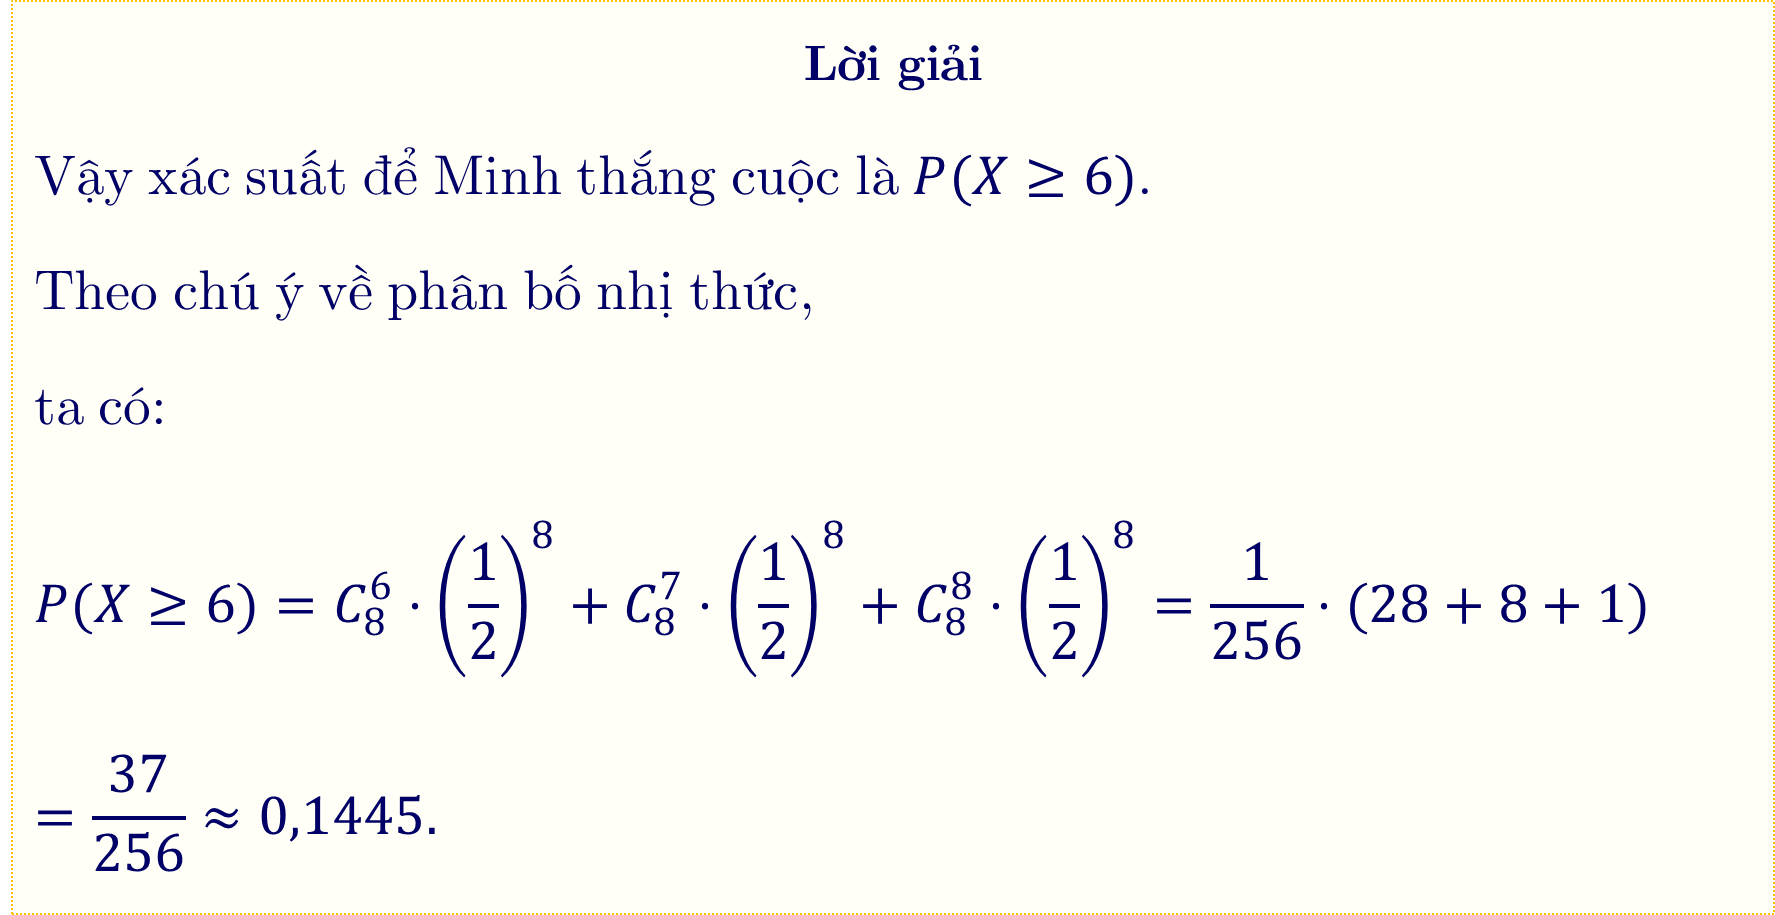 Lời giải
Vậy xác suất để Minh thắng cuộc là P(X ≥ 6).
Theo chú ý về phân bố nhị thức,
ta có:
P(X ≥ 6) = C₈⁶ · (1/2)⁸ + C₈⁷ · (1/2)⁸ + C₈⁸ · (1/2)⁸ = 1/256 · (28 + 8 + 1)
= 37/256 ≈ 0,1445.